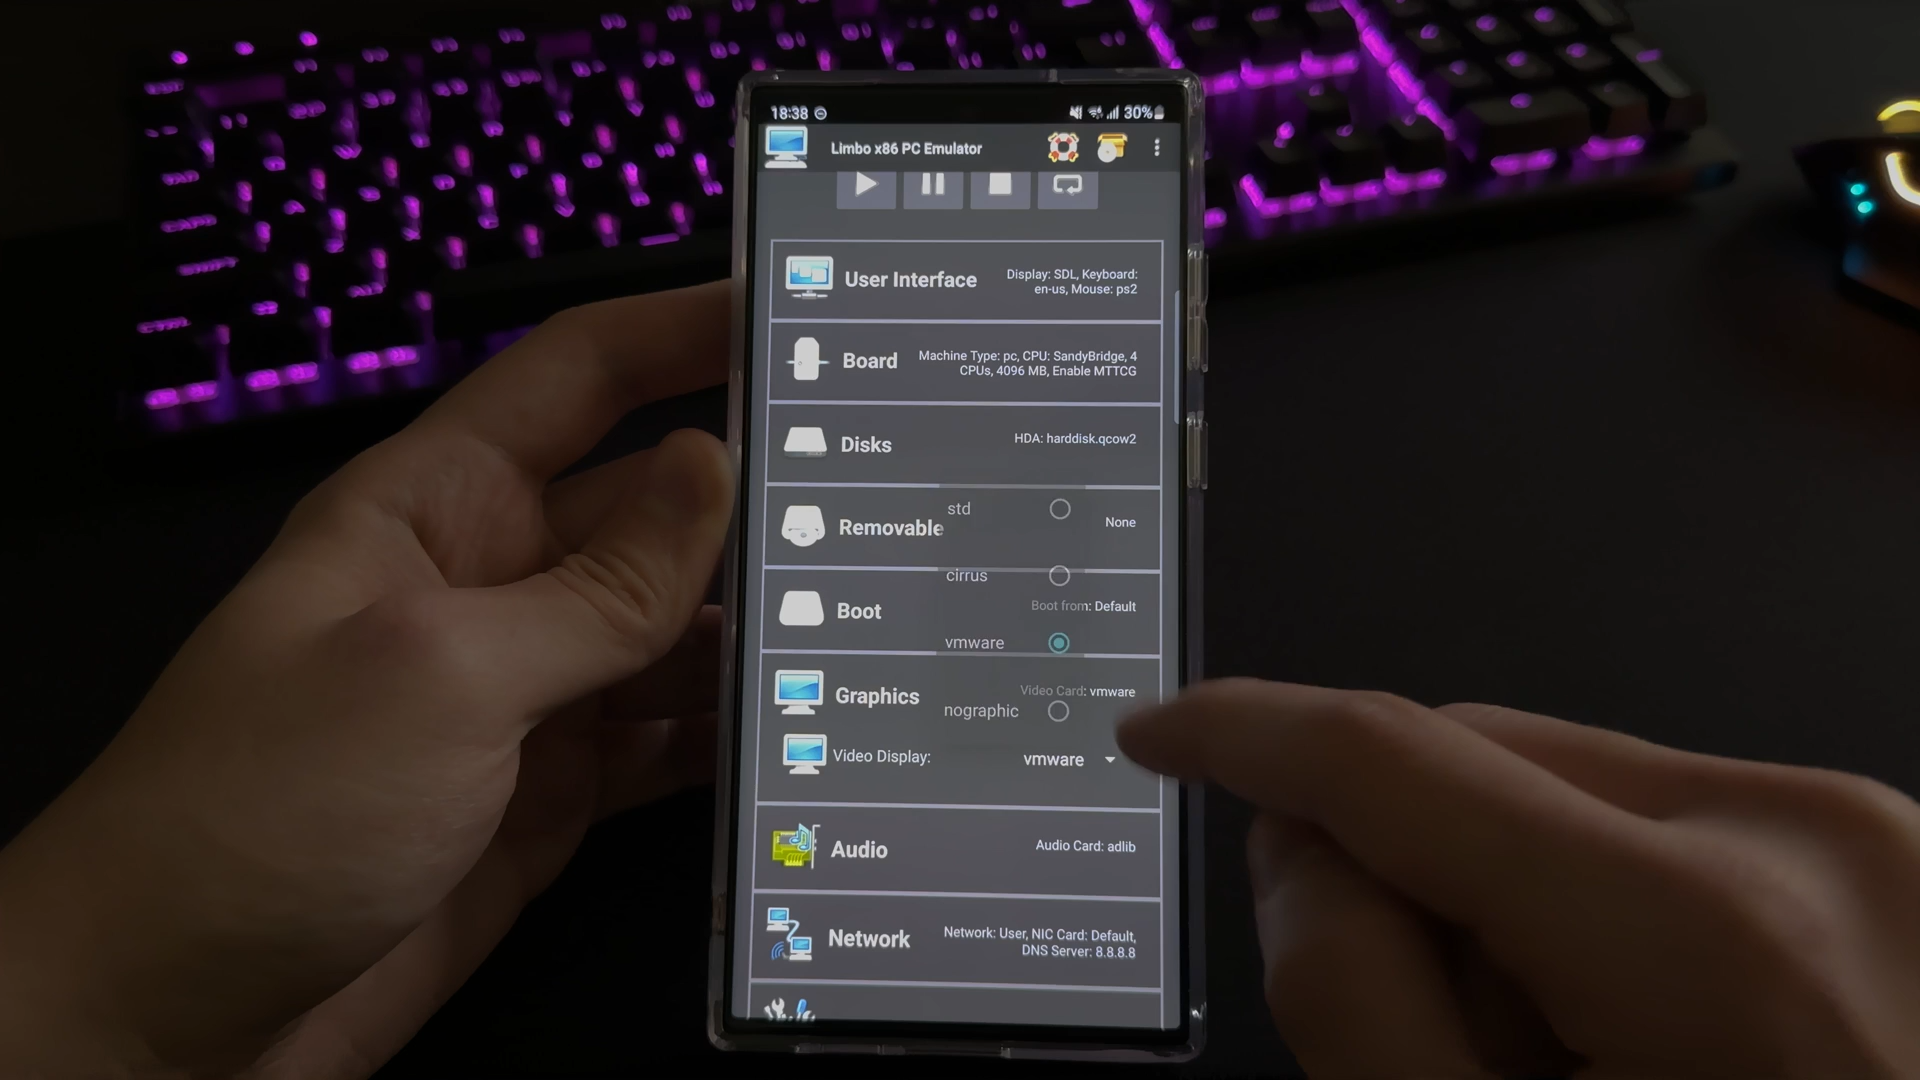 18:38
30%
Limbo x86 PC Emulator
User Interface
Display: SDL, Keyboard:
en-us, Mouse: ps2
Board
Machine Type: pc, CPU: SandyBridge, 4
CPUs, 4096 MB, Enable MTTCG
Disks
HDA: harddisk.qcow2
std
Removable
None
cirrus
Boot
Boot from: Default
vmware
Graphics
Video Card: vmware
nographic
Video Display:
vmware
Audio
Audio Card: adlib
Network
Network: User, NIC Card: Default,
DNS Server: 8.8.8.8